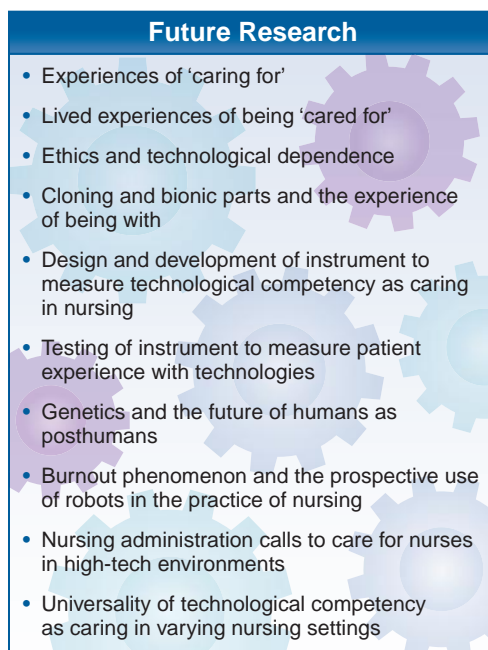 Future Research
• Experiences of ‘caring for’
• Lived experiences of being ‘cared for’
• Ethics and technological dependence
• Cloning and bionic parts and the experience
of being with
• Design and development of instrument to
measure technological competency as caring
in nursing
• Testing of instrument to measure patient
experience with technologies
• Genetics and the future of humans as
posthumans
• Burnout phenomenon and the prospective use
of robots in the practice of nursing
• Nursing administration calls to care for nurses
in high-tech environments
• Universality of technological competency
as caring in varying nursing settings